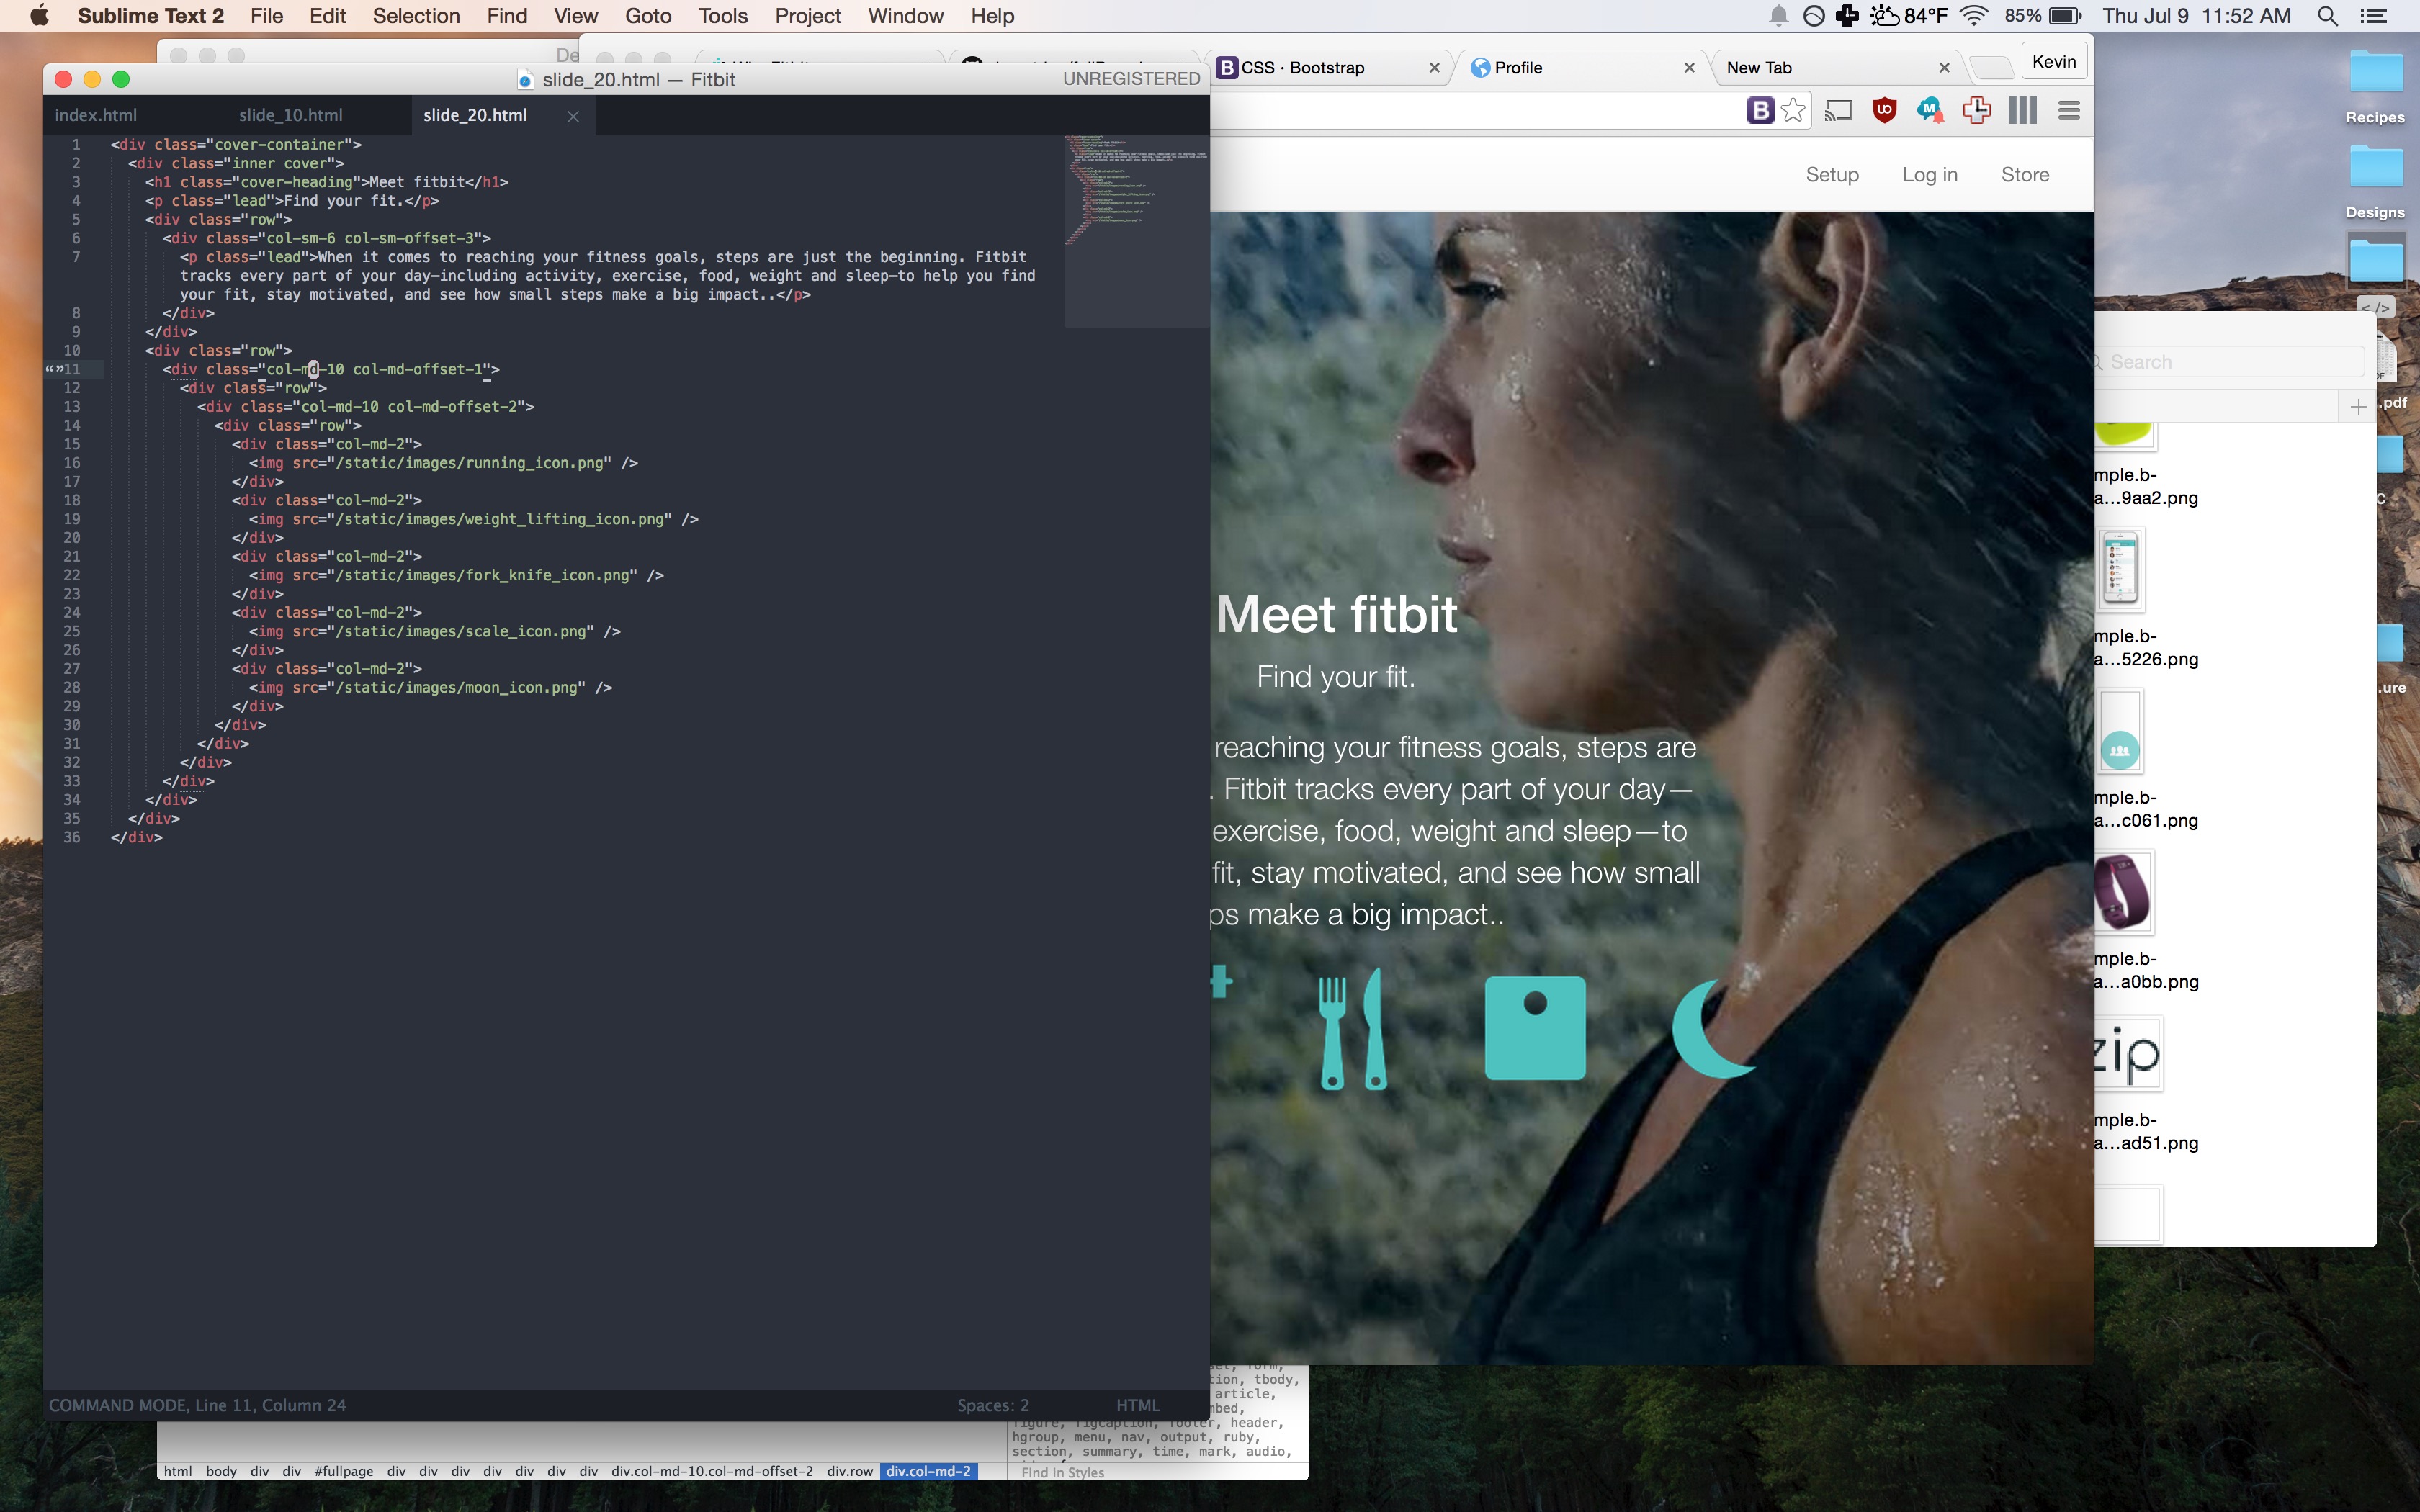 Sublime Text 2 File Edit Selection Find View Goto Tools Project Window Help 84°F 85% Thu Jul 9 11:52 AM
De
CSS · Bootstrap Profile New Tab Kevin
slide_20.html — Fitbit UNREGISTERED
index.html slide_10.html slide_20.html
1 <div class="cover-container">
2 <div class="inner cover">
3 <h1 class="cover-heading">Meet fitbit</h1>
4 <p class="lead">Find your fit.</p>
5 <div class="row">
6 <div class="col-sm-6 col-sm-offset-3">
7 <p class="lead">When it comes to reaching your fitness goals, steps are just the beginning. Fitbit
tracks every part of your day—including activity, exercise, food, weight and sleep—to help you find
your fit, stay motivated, and see how small steps make a big impact..</p>
8 </div>
9 </div>
10 <div class="row">
“”11 <div class="col-md-10 col-md-offset-1">
12 <div class="row">
13 <div class="col-md-10 col-md-offset-2">
14 <div class="row">
15 <div class="col-md-2">
16 <img src="/static/images/running_icon.png" />
17 </div>
18 <div class="col-md-2">
19 <img src="/static/images/weight_lifting_icon.png" />
20 </div>
21 <div class="col-md-2">
22 <img src="/static/images/fork_knife_icon.png" />
23 </div>
24 <div class="col-md-2">
25 <img src="/static/images/scale_icon.png" />
26 </div>
27 <div class="col-md-2">
28 <img src="/static/images/moon_icon.png" />
29 </div>
30 </div>
31 </div>
32 </div>
33 </div>
34 </div>
35 </div>
36 </div>
COMMAND MODE, Line 11, Column 24 Spaces: 2 HTML
Setup Log in Store
Meet fitbit
Find your fit.
reaching your fitness goals, steps are
. Fitbit tracks every part of your day—
exercise, food, weight and sleep—to
fit, stay motivated, and see how small
ps make a big impact..
tion, tbody,
article,
mbed,
figure, figcaption, footer, header,
hgroup, menu, nav, output, ruby,
section, summary, time, mark, audio,
html body div div #fullpage div div div div div div div div.col-md-10.col-md-offset-2 div.row div.col-md-2
Find in Styles
Recipes
Designs
</>
Search
.pdf
mple.b-
a...9aa2.png
mple.b-
a...5226.png
.ure
mple.b-
a...c061.png
mple.b-
a...a0bb.png
zip
mple.b-
a...ad51.png